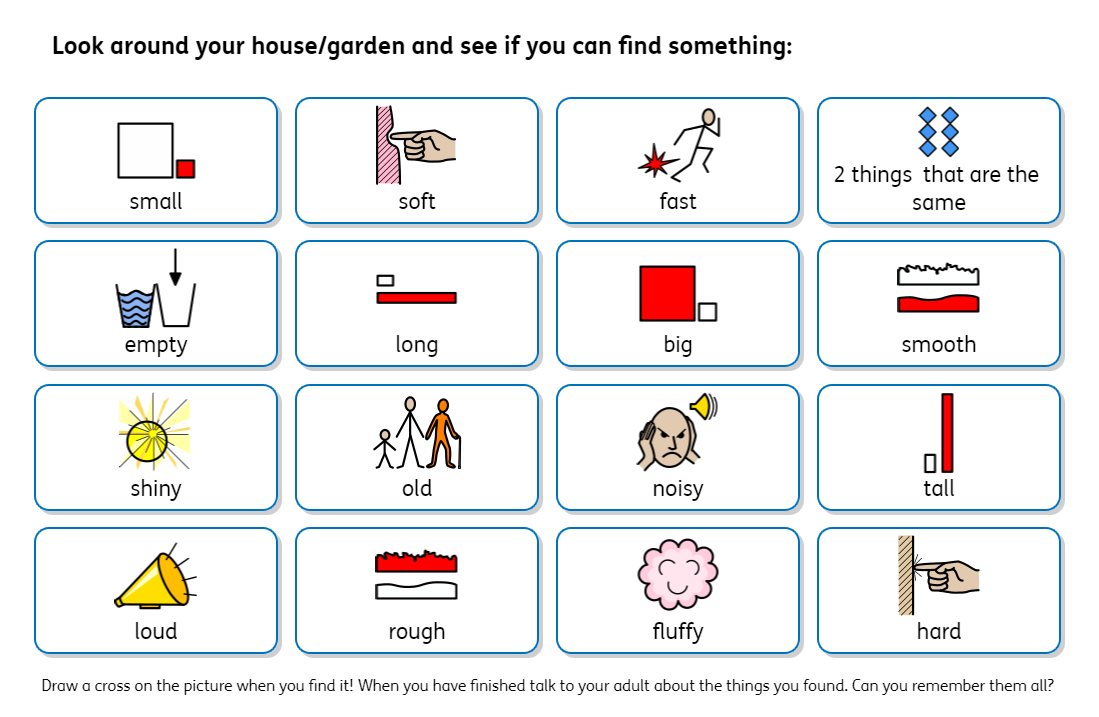 Look around your house/garden and see if you can find something:
small
soft
fast
2 things  that are the
same
empty
long
big
smooth
shiny
old
noisy
tall
loud
rough
fluffy
hard
Draw a cross on the picture when you find it! When you have finished talk to your adult about the things you found. Can you remember them all?